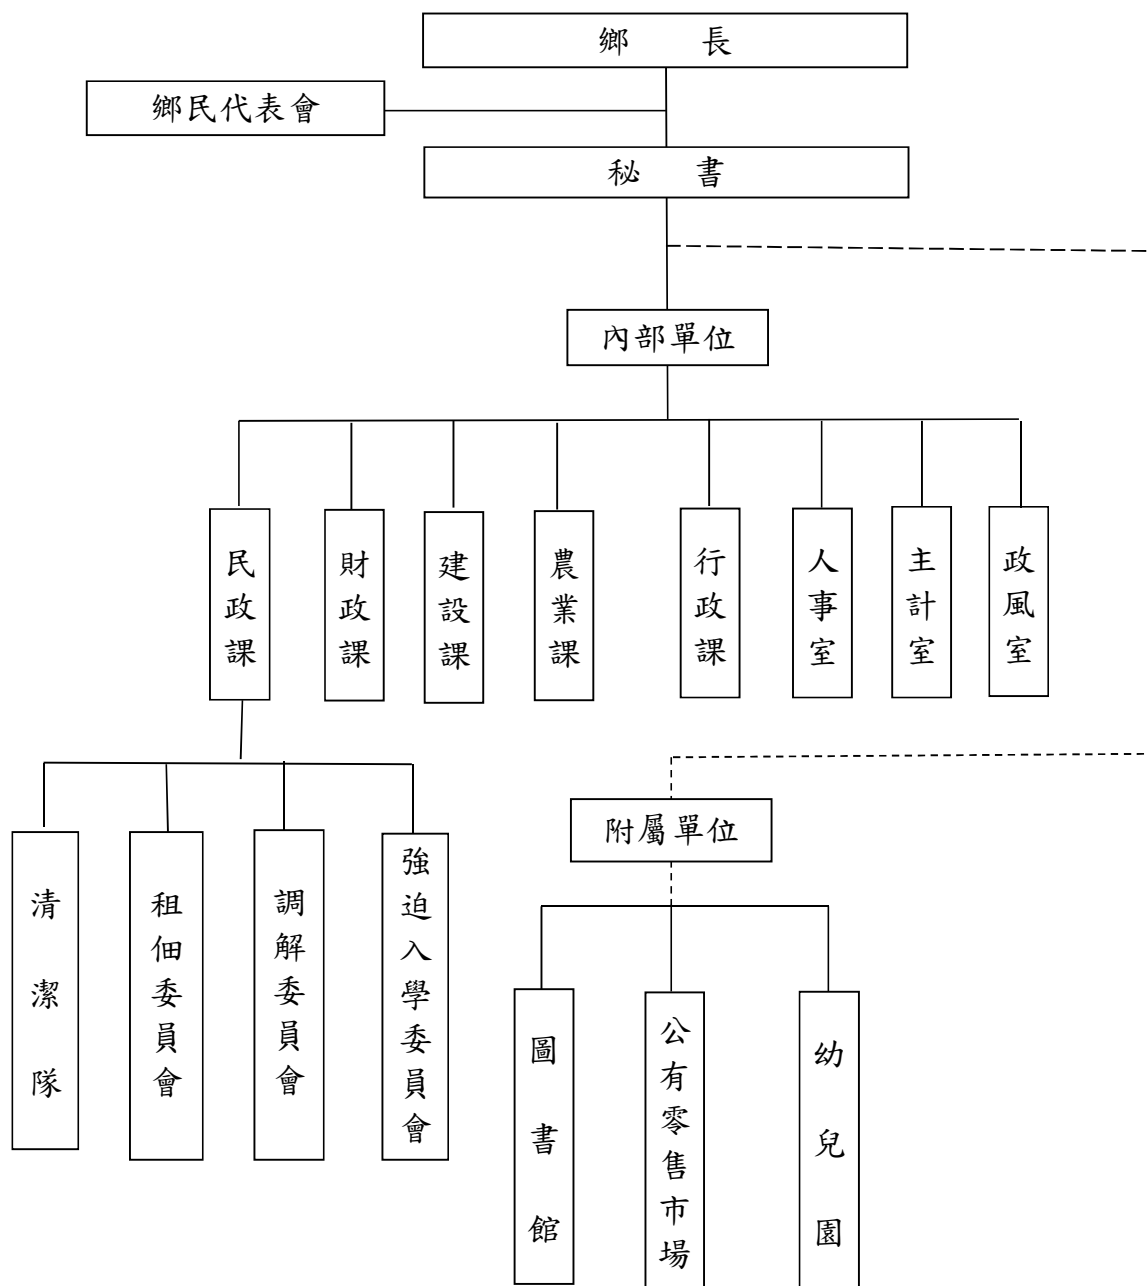 鄉 長
鄉民代表會
秘 書
內部單位
民政課
財政課
建設課
農業課
行政課
人事室
主計室
政風室
附屬單位
清潔隊
租佃委員會
調解委員會
強迫入學委員會
圖書館
公有零售市場
幼兒園